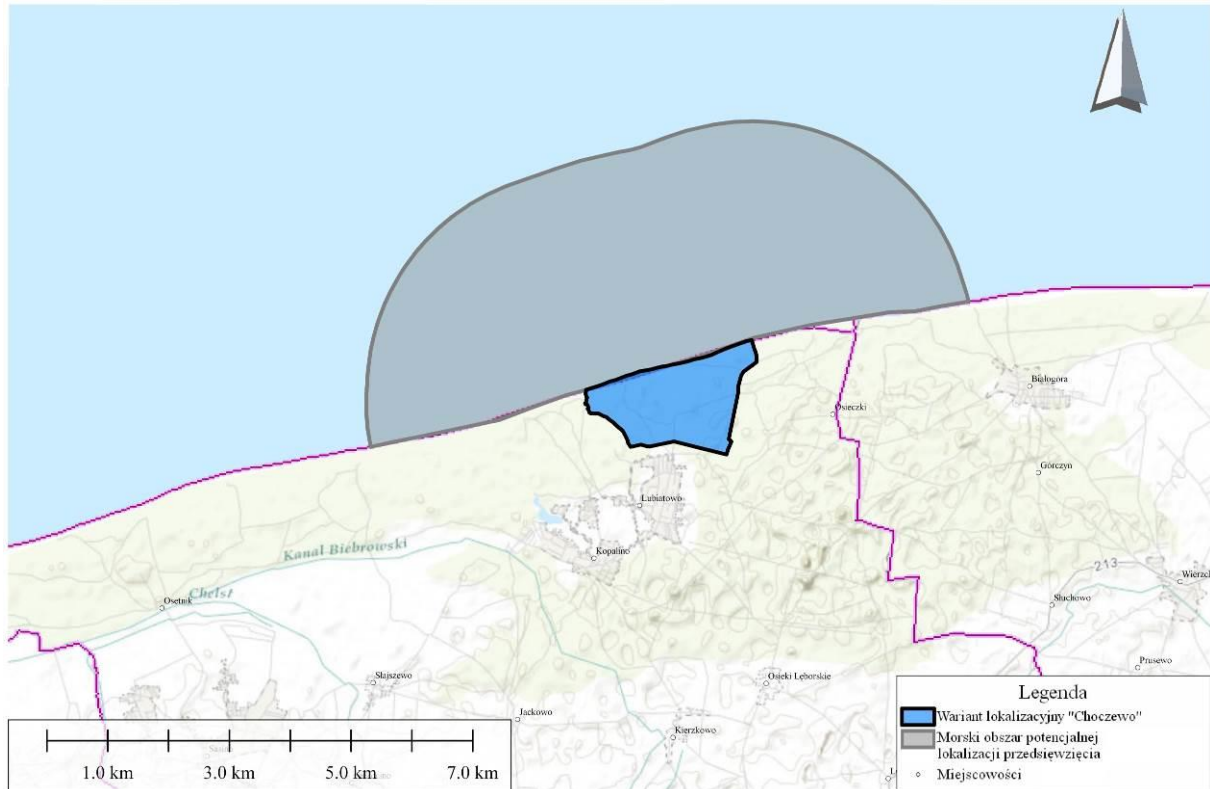 Białogóra
Osieczki
Górczyn
Lubiatowo
Kopalino
Kanał Biebrowski
213
Chełst
Osetnik
Słuchowo
Prusewo
Słajszewo
Osieki Lęborskie
Jackowo
Kierzkowo
Legenda
Wariant lokalizacyjny "Choczewo"
Morski obszar potencjalnej
lokalizacji przedsięwzięcia
Miejscowości
1.0 km 3.0 km 5.0 km 7.0 km